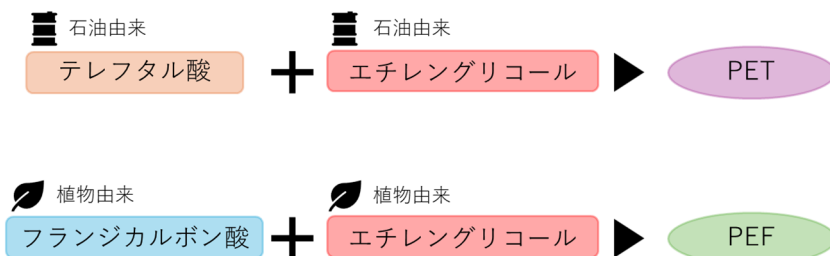 石油由来
石油由来
テレフタル酸
エチレングリコール
PET
植物由来
植物由来
フランジカルボン酸
エチレングリコール
PEF